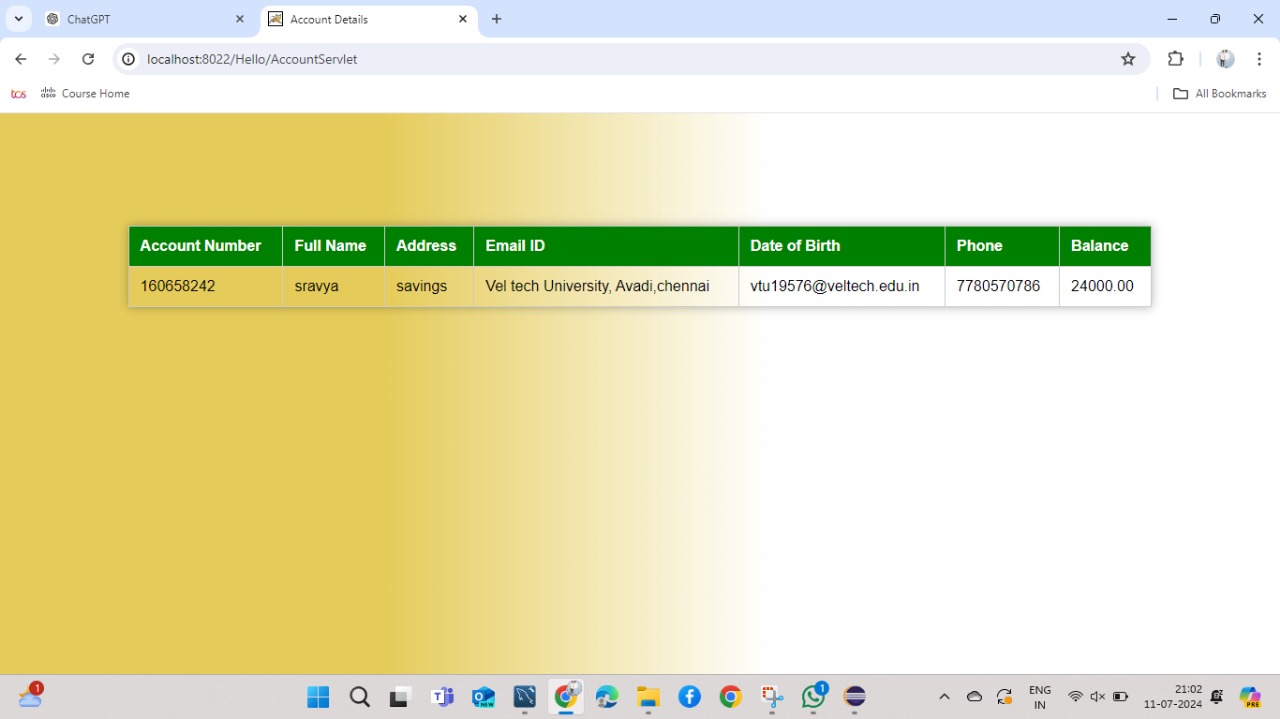 ChatGPT
Account Details
localhost:8022/Hello/AccountServlet
tcs
cisco
Course Home
All Bookmarks
Account Number Full Name Address Email ID Date of Birth Phone Balance
160658242 sravya savings Vel tech University, Avadi,chennai vtu19576@veltech.edu.in 7780570786 24000.00
1
NEW
1
ENG
IN
21:02
11-07-2024
PRE